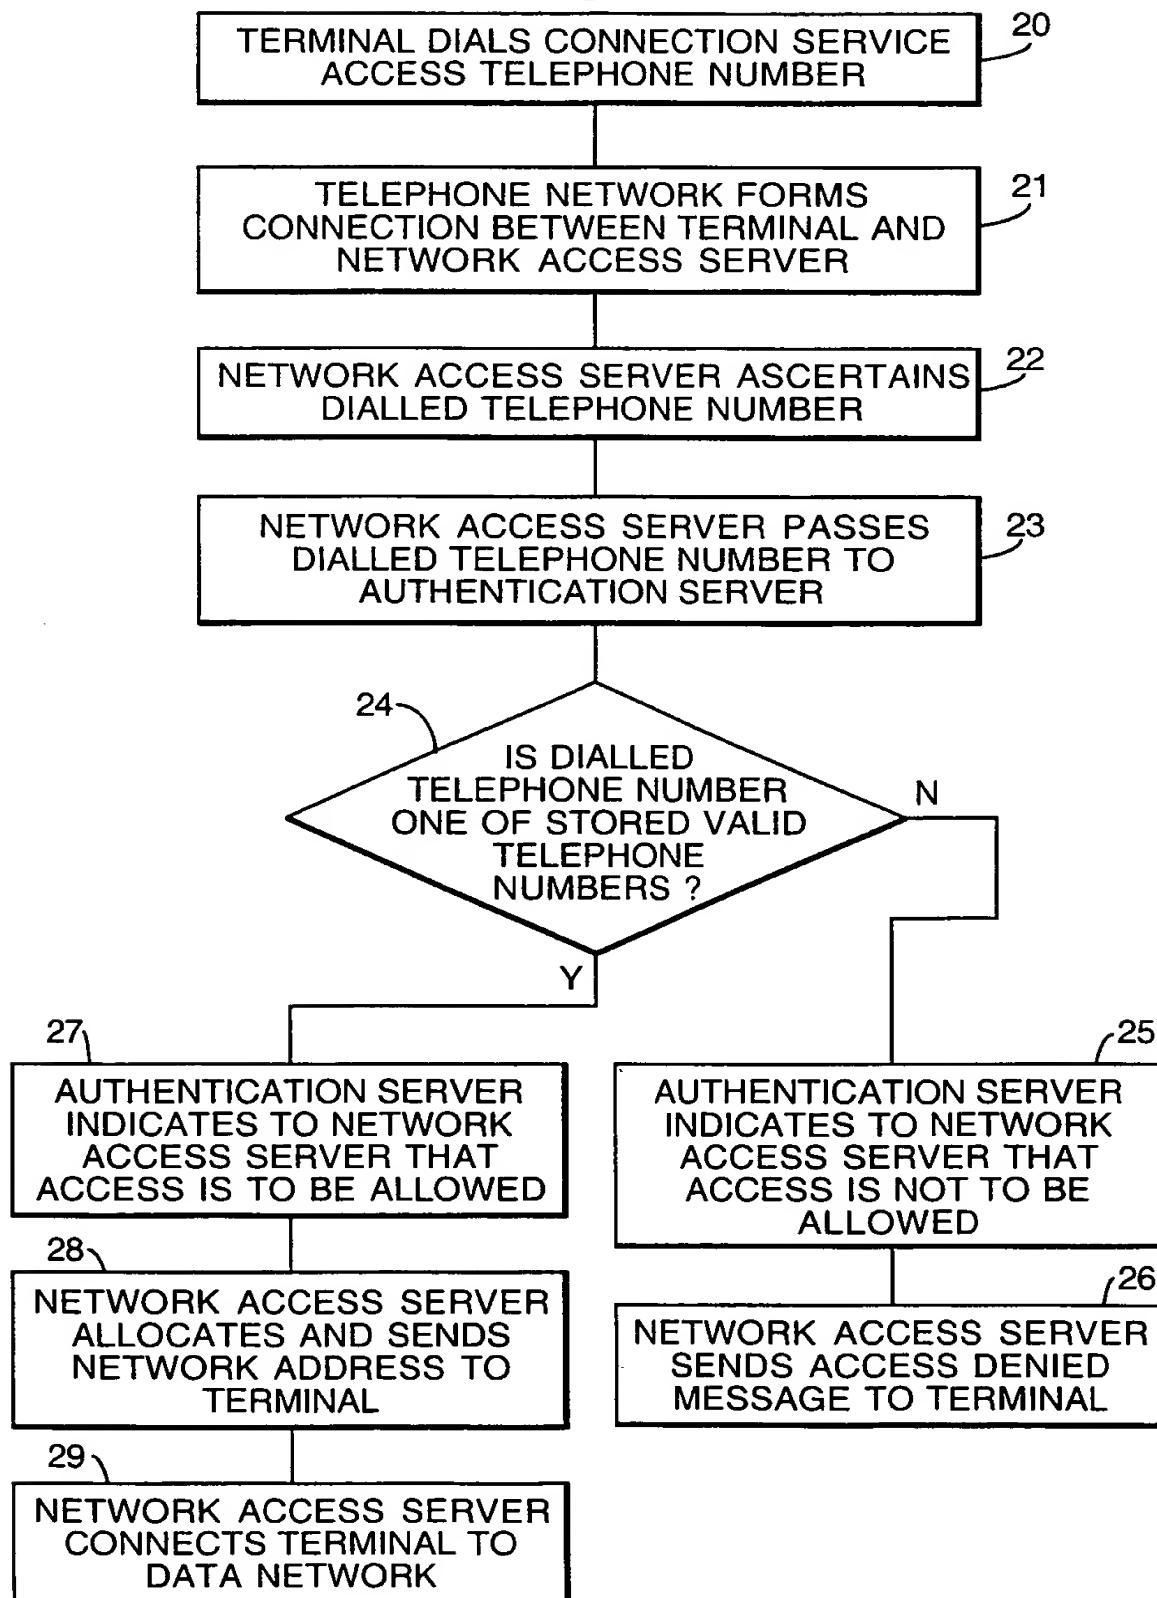 TERMINAL DIALS CONNECTION SERVICE
ACCESS TELEPHONE NUMBER
20
TELEPHONE NETWORK FORMS
CONNECTION BETWEEN TERMINAL AND
NETWORK ACCESS SERVER
21
NETWORK ACCESS SERVER ASCERTAINS
DIALLED TELEPHONE NUMBER
22
NETWORK ACCESS SERVER PASSES
DIALLED TELEPHONE NUMBER TO
AUTHENTICATION SERVER
23
24
IS DIALLED
TELEPHONE NUMBER
ONE OF STORED VALID
TELEPHONE
NUMBERS ?
N
Y
27
AUTHENTICATION SERVER
INDICATES TO NETWORK
ACCESS SERVER THAT
ACCESS IS TO BE ALLOWED
25
AUTHENTICATION SERVER
INDICATES TO NETWORK
ACCESS SERVER THAT
ACCESS IS NOT TO BE
ALLOWED
28
NETWORK ACCESS SERVER
ALLOCATES AND SENDS
NETWORK ADDRESS TO
TERMINAL
26
NETWORK ACCESS SERVER
SENDS ACCESS DENIED
MESSAGE TO TERMINAL
29
NETWORK ACCESS SERVER
CONNECTS TERMINAL TO
DATA NETWORK